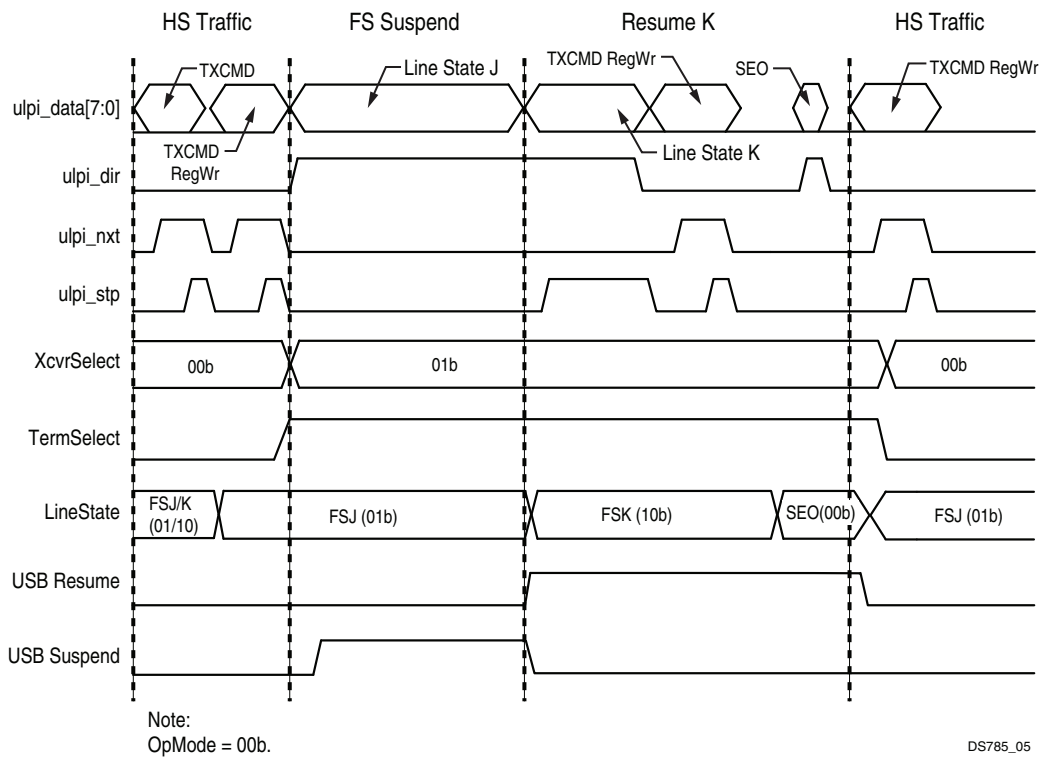 HS Traffic FS Suspend Resume K HS Traffic
TXCMD Line State J TXCMD RegWr SEO TXCMD RegWr
ulpi_data[7:0]
TXCMD
RegWr
Line State K
ulpi_dir
ulpi_nxt
ulpi_stp
XcvrSelect 00b 01b 00b
TermSelect
LineState FSJ/K
(01/10) FSJ (01b) FSK (10b) SEO(00b) FSJ (01b)
USB Resume
USB Suspend
Note:
OpMode = 00b.
DS785_05